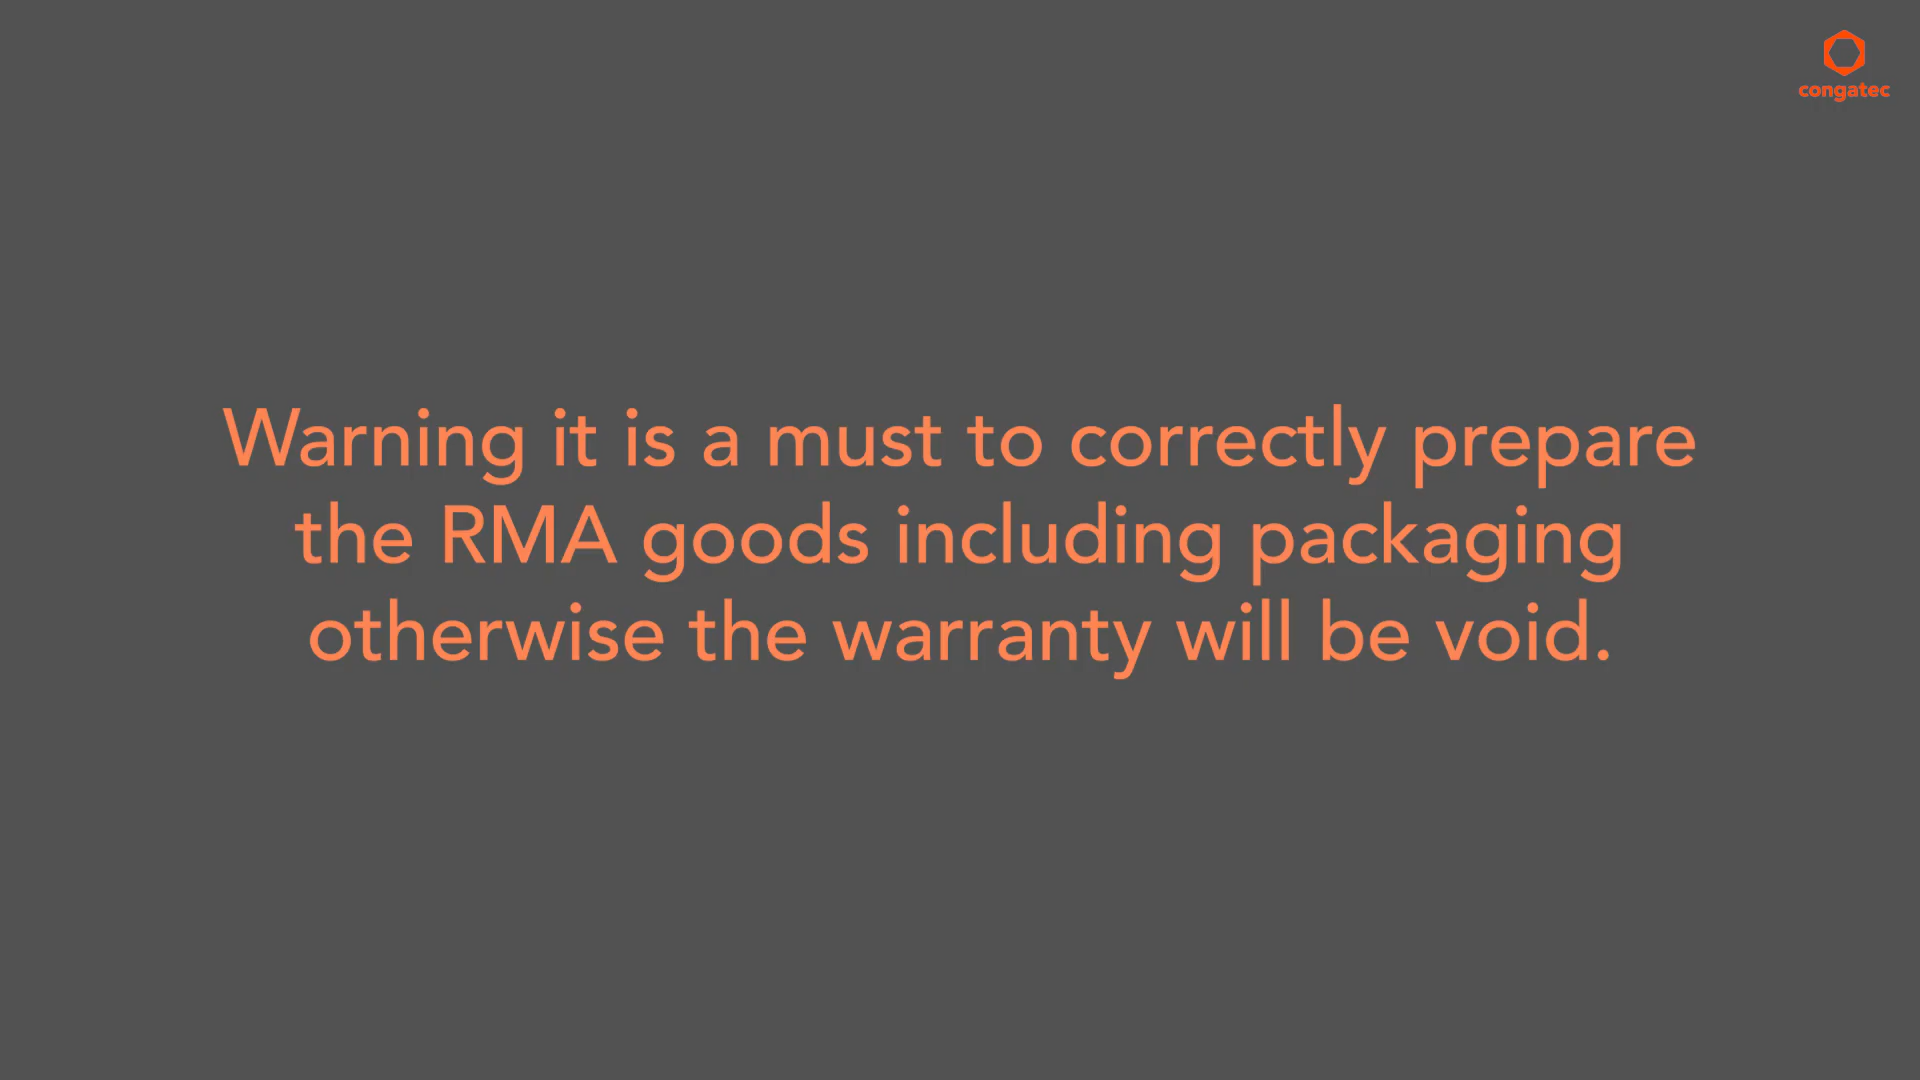 congatec
Warning it is a must to correctly prepare
the RMA goods including packaging
otherwise the warranty will be void.